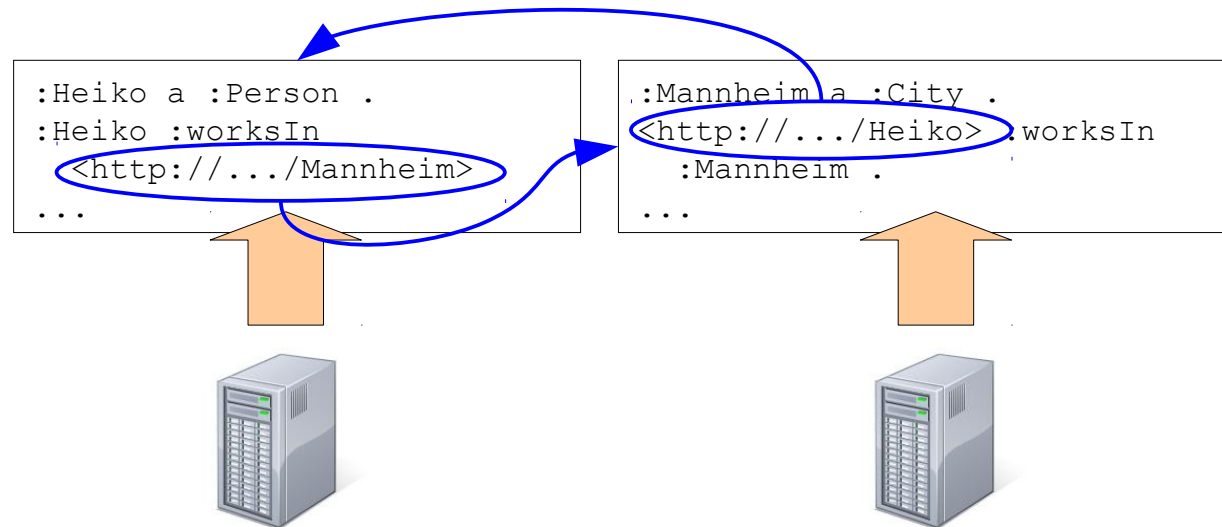 :Heiko a :Person .
:Heiko :worksIn
<http://.../Mannheim>
...
:Mannheim a :City .
<http://.../Heiko> :worksIn
:Mannheim .
...